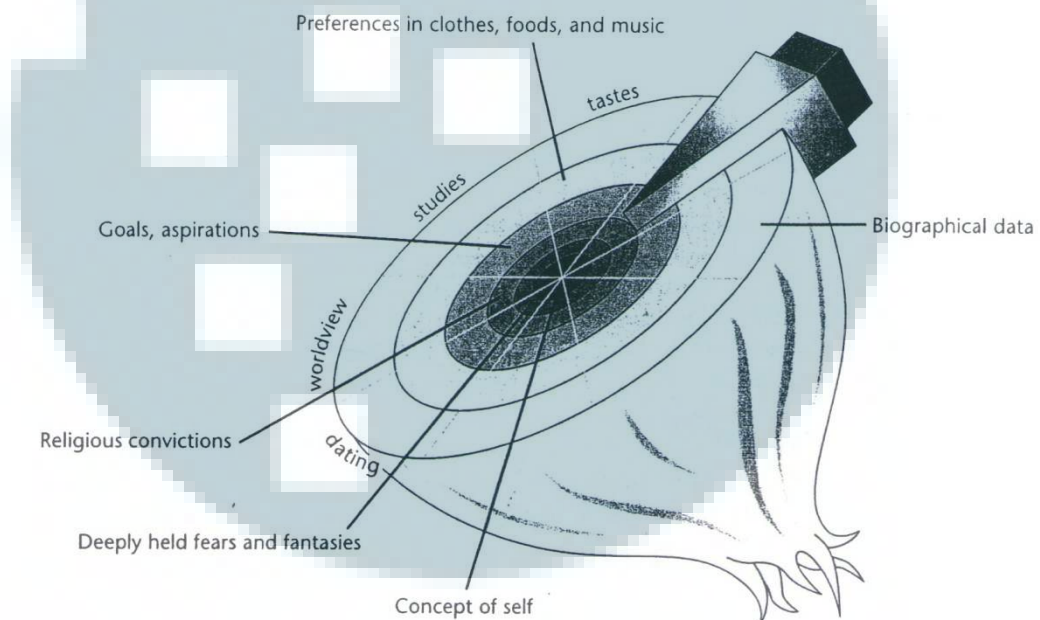 Preferences in clothes, foods, and music
tastes
studies
Goals, aspirations
Biographical data
worldview
Religious convictions
dating
Deeply held fears and fantasies
Concept of self